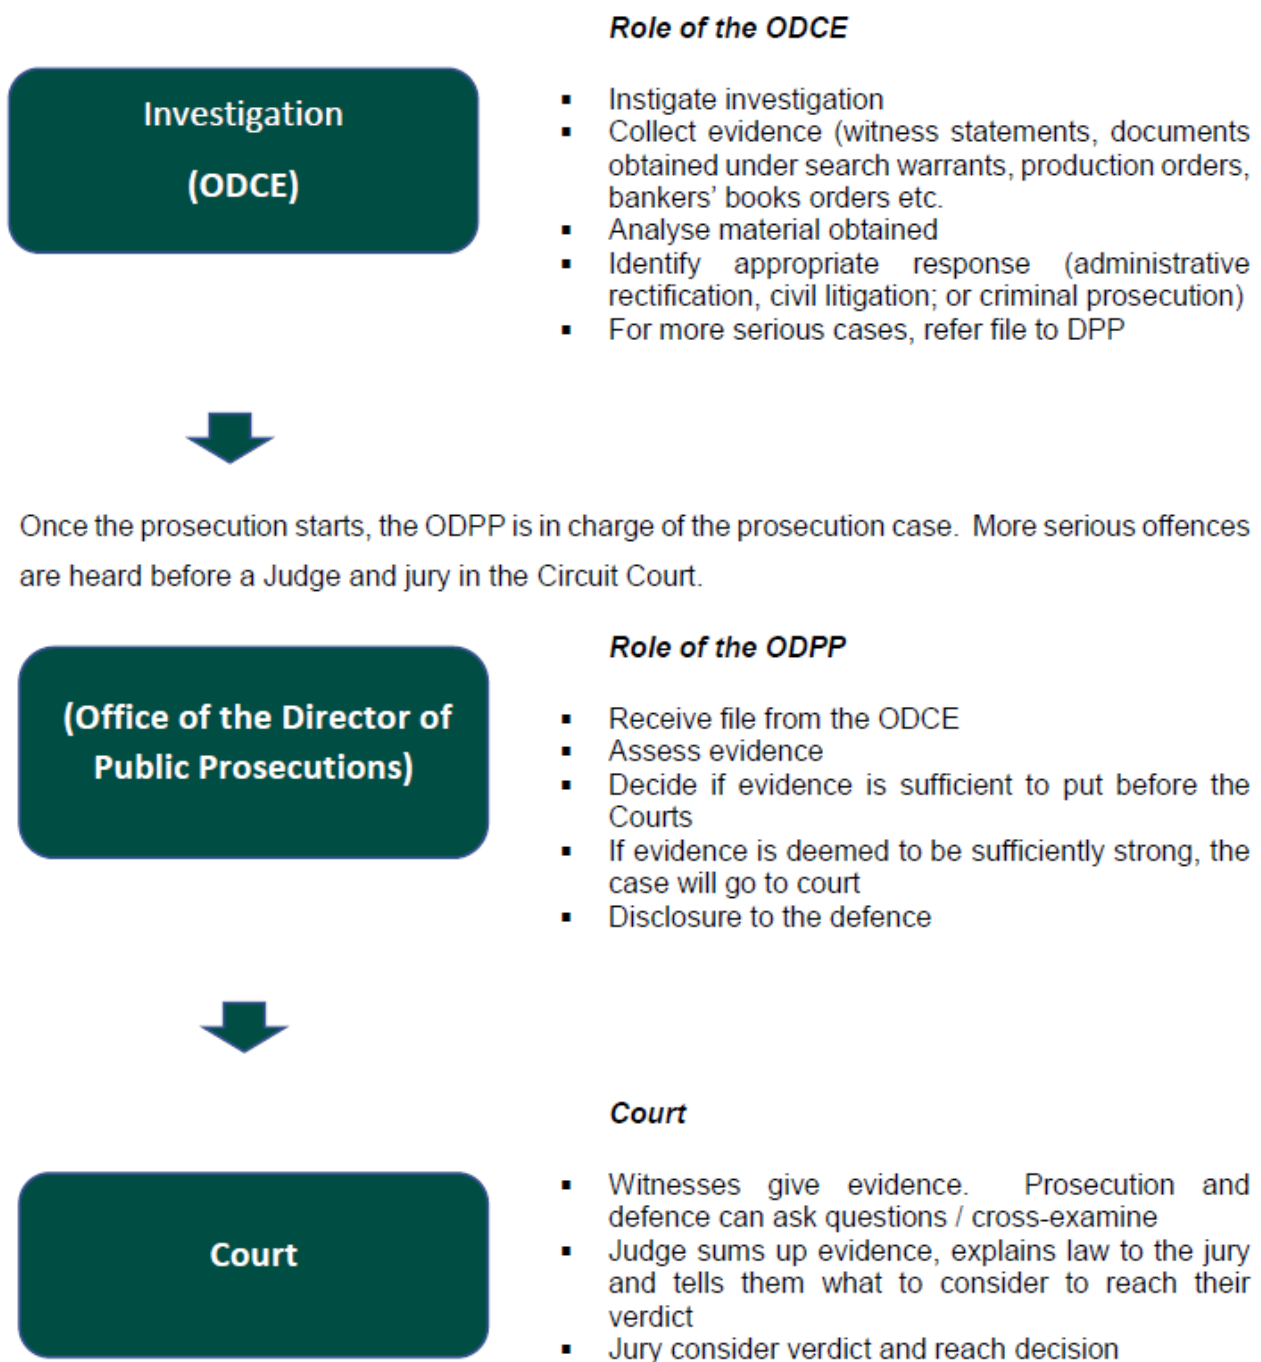 Role of the ODCE
Investigation
(ODCE)
▪ Instigate investigation
▪ Collect evidence (witness statements, documents
obtained under search warrants, production orders,
bankers’ books orders etc.
▪ Analyse material obtained
▪ Identify appropriate response (administrative
rectification, civil litigation; or criminal prosecution)
▪ For more serious cases, refer file to DPP
Once the prosecution starts, the ODPP is in charge of the prosecution case. More serious offences
are heard before a Judge and jury in the Circuit Court.
Role of the ODPP
(Office of the Director of
Public Prosecutions)
▪ Receive file from the ODCE
▪ Assess evidence
▪ Decide if evidence is sufficient to put before the
Courts
▪ If evidence is deemed to be sufficiently strong, the
case will go to court
▪ Disclosure to the defence
Court
Court
▪ Witnesses give evidence. Prosecution and
defence can ask questions / cross-examine
▪ Judge sums up evidence, explains law to the jury
and tells them what to consider to reach their
verdict
▪ Jury consider verdict and reach decision